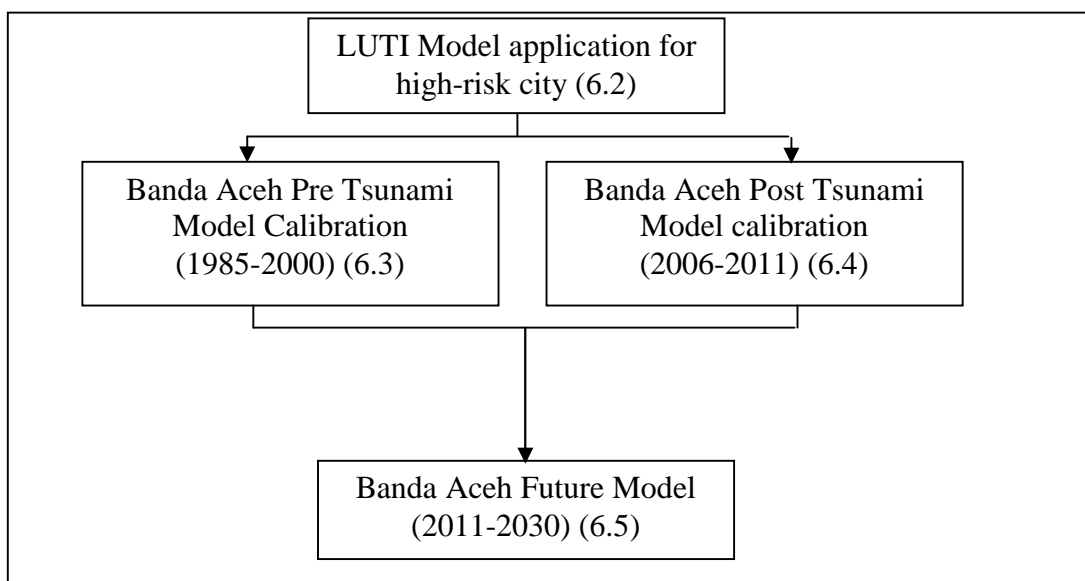 LUTI Model application for
high-risk city (6.2)
Banda Aceh Pre Tsunami
Model Calibration
(1985-2000) (6.3)
Banda Aceh Post Tsunami
Model calibration
(2006-2011) (6.4)
Banda Aceh Future Model
(2011-2030) (6.5)